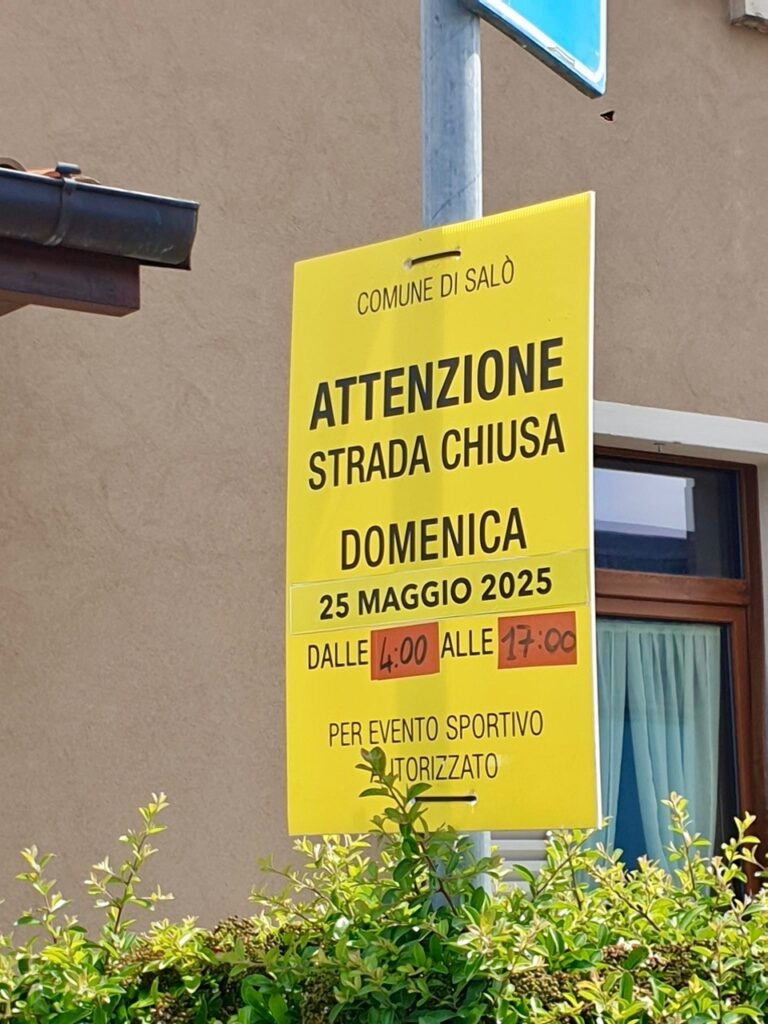 COMUNE DI SALÒ
ATTENZIONE
STRADA CHIUSA
DOMENICA
25 MAGGIO 2025
DALLE 4:00 ALLE 17:00
PER EVENTO SPORTIVO
AUTORIZZATO